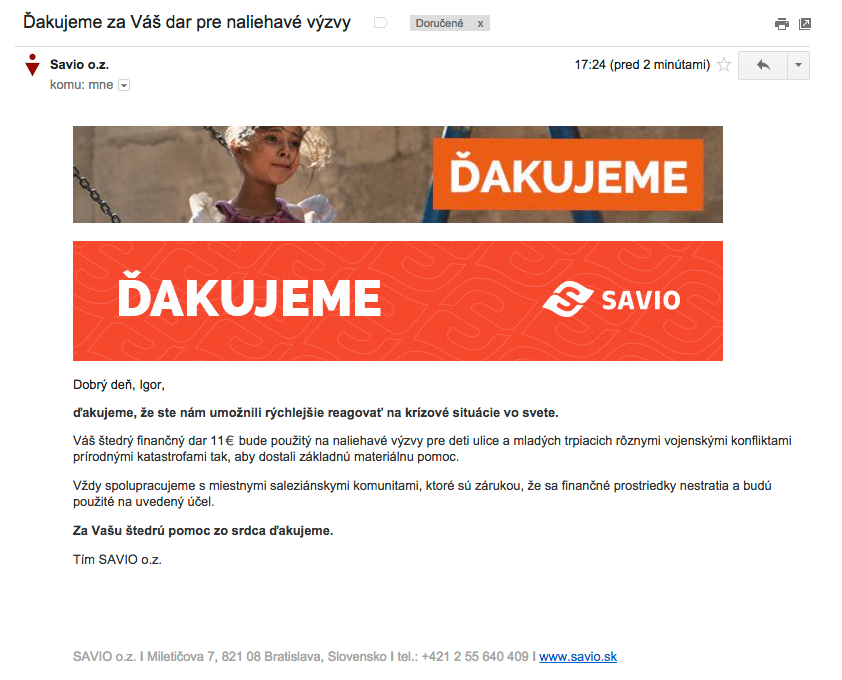 Ďakujeme za Váš dar pre naliehavé výzvy Doručené x
Savio o.z. 17:24 (pred 2 minútami)
komu: mne
ĎAKUJEME
ĎAKUJEME SAVIO
Dobrý deň, Igor,
ďakujeme, že ste nám umožnili rýchlejšie reagovať na krízové situácie vo svete.
Váš štedrý finančný dar 11€ bude použitý na naliehavé výzvy pre deti ulice a mladých trpiacich rôznymi vojenskými konfliktami
prírodnými katastrofami tak, aby dostali základnú materiálnu pomoc.
Vždy spolupracujeme s miestnymi saleziánskymi komunitami, ktoré sú zárukou, že sa finančné prostriedky nestratia a budú
použité na uvedený účel.
Za Vašu štedrú pomoc zo srdca ďakujeme.
Tím SAVIO o.z.
SAVIO o.z. I Miletičova 7, 821 08 Bratislava, Slovensko I tel.: +421 2 55 640 409 I www.savio.sk